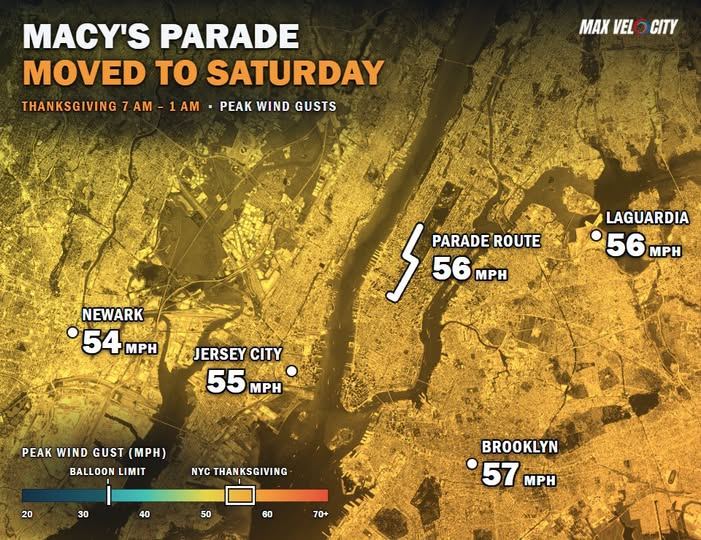 MACY'S PARADE
MOVED TO SATURDAY
THANKSGIVING 7 AM – 1 AM • PEAK WIND GUSTS
MAX VELOCITY
LAGUARDIA
56 MPH
PARADE ROUTE
56 MPH
NEWARK
54 MPH
JERSEY CITY
55 MPH
BROOKLYN
57 MPH
PEAK WIND GUST (MPH)
BALLOON LIMIT NYC THANKSGIVING
20 30 40 50 60 70+